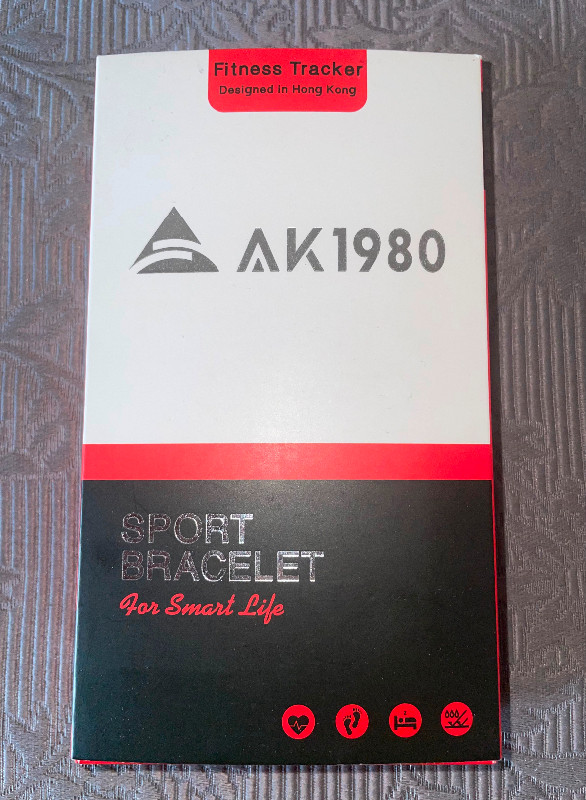 Fitness Tracker
Designed in Hong Kong
AK1980
SPORT
BRACELET
For Smart Life